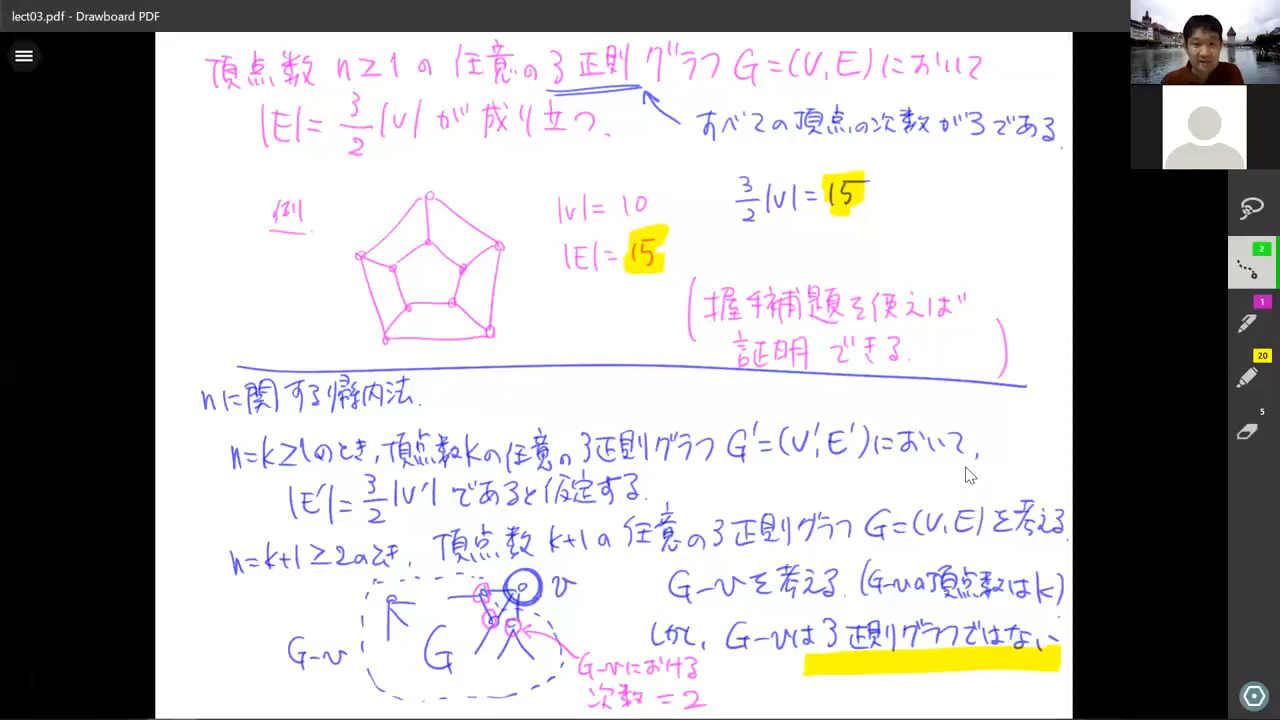 lect03.pdf - Drawboard PDF
頂点数 n≥1 の 任意の 3正則 グラフ G=(V,E)において
|E|= 3/2 |V| が 成り立つ.
すべての頂点の次数が3である.
例
|V|= 10
|E|= 15
3/2 |V|= 15
(握手補題を使えば
証明できる.)
nに関する帰納法.
n=k≥1のとき,頂点数kの任意の3正則グラフ G'=(V',E')において,
|E'|= 3/2 |V'| であると仮定する.
n=k+1≥2のとき, 頂点数 k+1の 任意の3正則グラフ G=(V,E)を考える.
G-vを考える.(G-vの頂点数はk)
しかし, G-vは3正則グラフではない
v
G
G-v
G-vにおける
次数 = 2
2
1
20
5